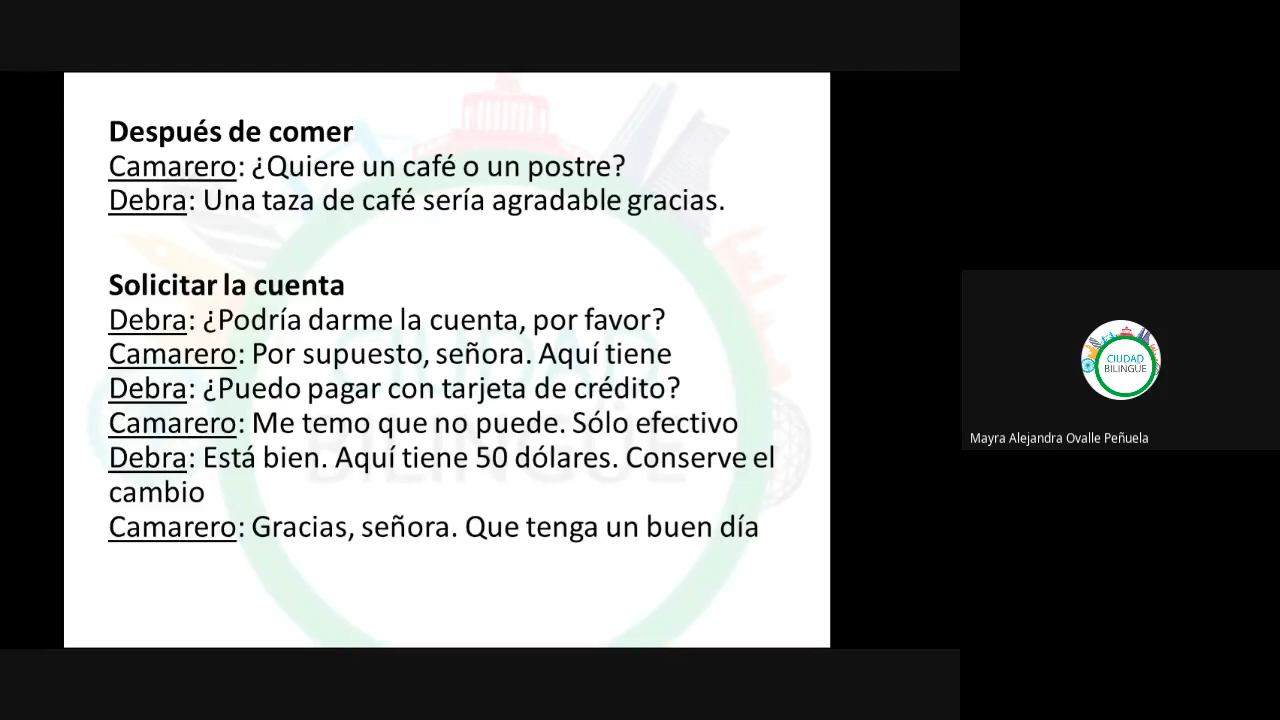 Después de comer
Camarero: ¿Quiere un café o un postre?
Debra: Una taza de café sería agradable gracias.
Solicitar la cuenta
Debra: ¿Podría darme la cuenta, por favor?
Camarero: Por supuesto, señora. Aquí tiene
Debra: ¿Puedo pagar con tarjeta de crédito?
Camarero: Me temo que no puede. Sólo efectivo
Debra: Está bien. Aquí tiene 50 dólares. Conserve el
cambio
Camarero: Gracias, señora. Que tenga un buen día
CIUDAD
BILINGÜE
CIUDAD
BILINGÜE
Mayra Alejandra Ovalle Peñuela